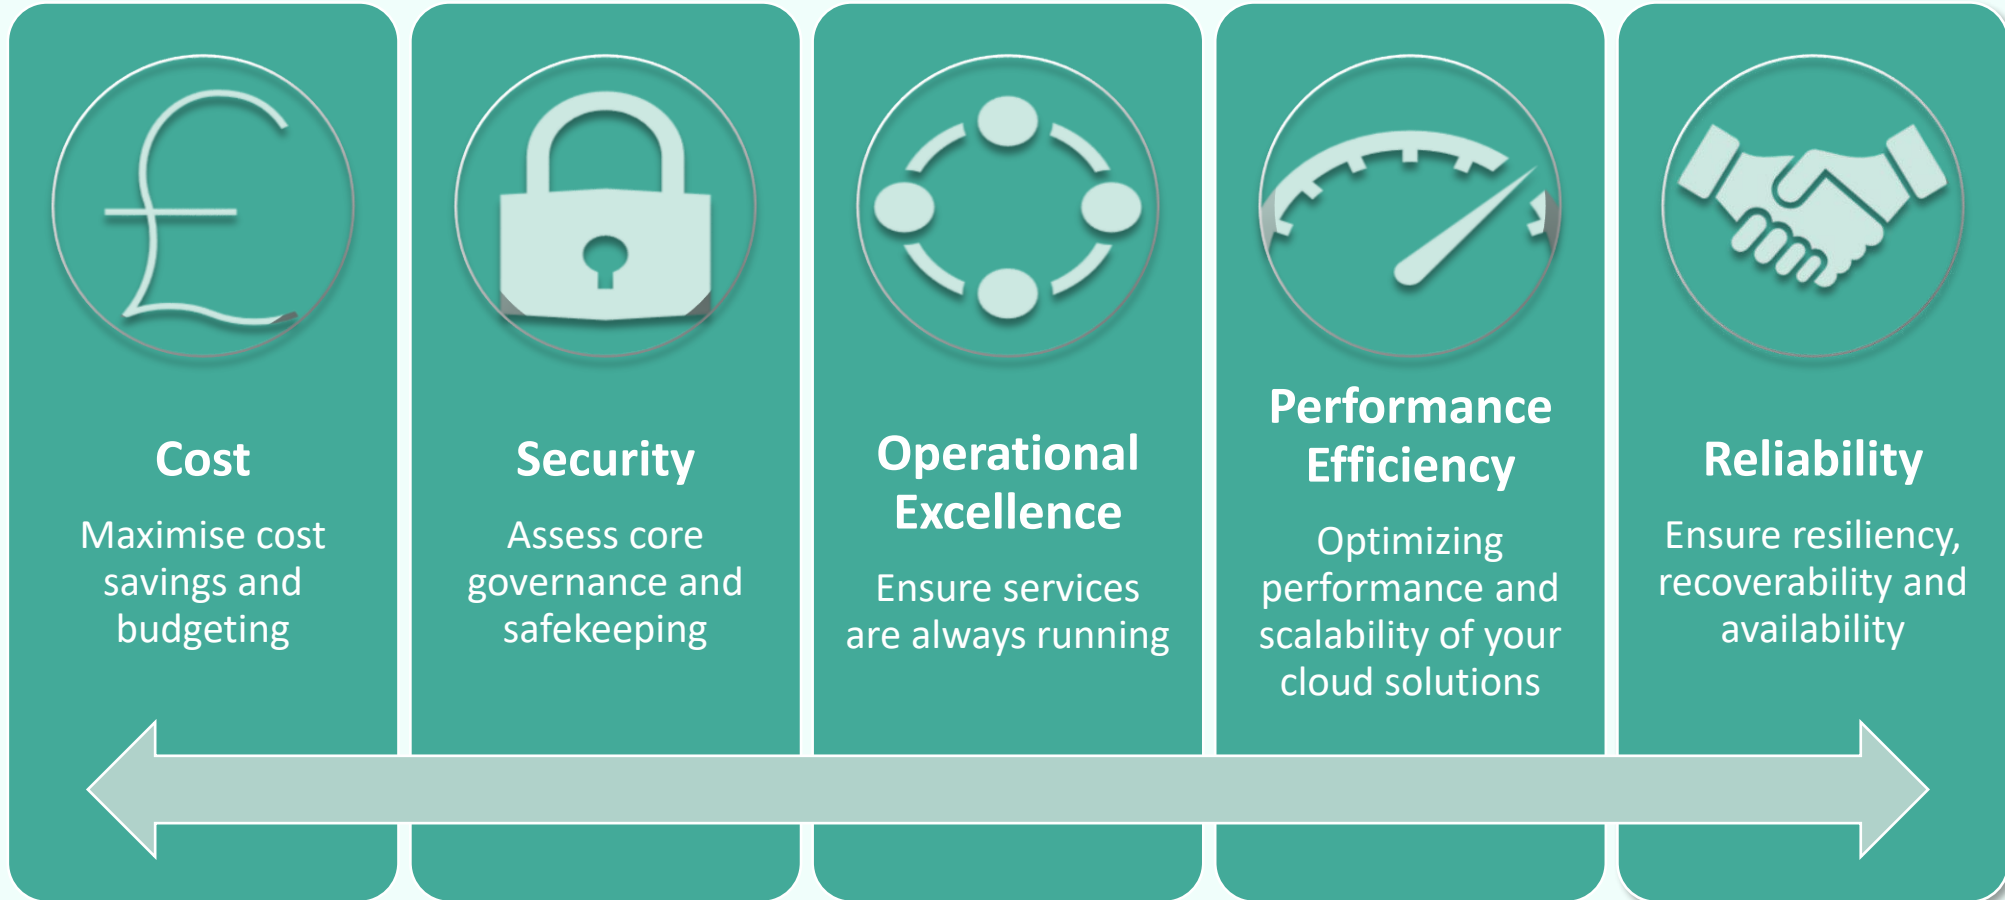 Cost
Maximise cost
savings and
budgeting
Security
Assess core
governance and
safekeeping
Operational
Excellence
Ensure services
are always running
Performance
Efficiency
Optimizing
performance and
scalability of your
cloud solutions
Reliability
Ensure resiliency,
recoverability and
availability